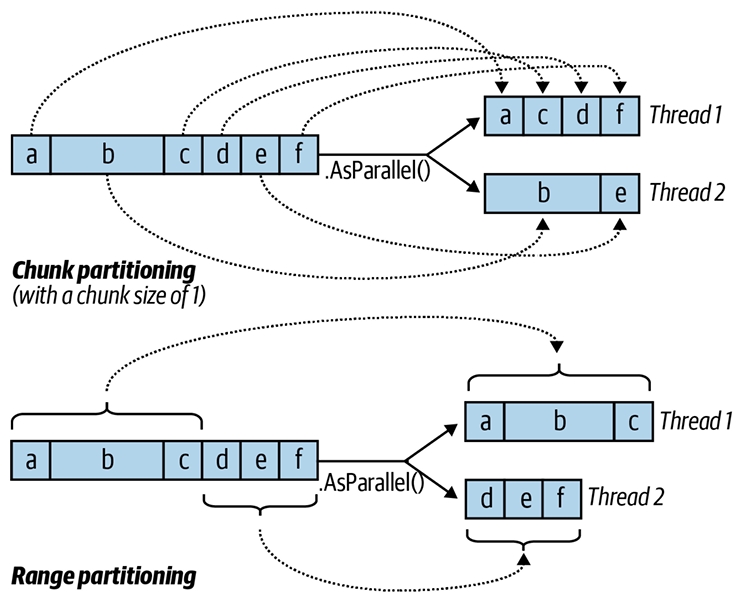 a c d f Thread 1
a b c d e f
.AsParallel()
b e Thread 2
Chunk partitioning
(with a chunk size of 1)
a b c Thread 1
a b c d e f
.AsParallel()
d e f Thread 2
Range partitioning